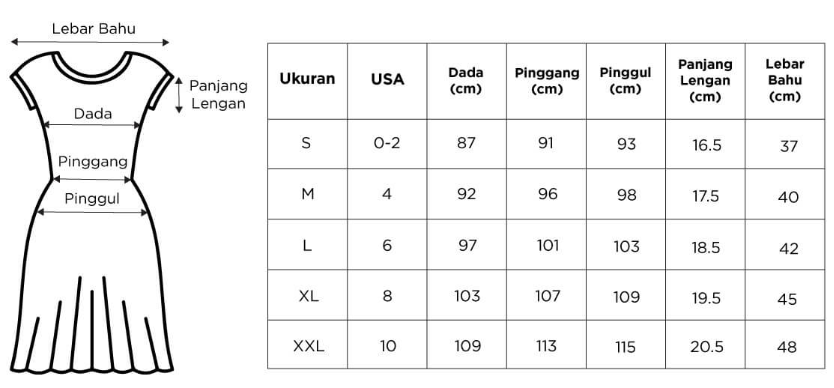 Lebar Bahu
Panjang
Lengan
Dada
Pinggang
Pinggul
Ukuran USA Dada (cm) Pinggang (cm) Pinggul (cm) Panjang Lengan (cm) Lebar Bahu (cm)
S 0-2 87 91 93 16.5 37
M 4 92 96 98 17.5 40
L 6 97 101 103 18.5 42
XL 8 103 107 109 19.5 45
XXL 10 109 113 115 20.5 48